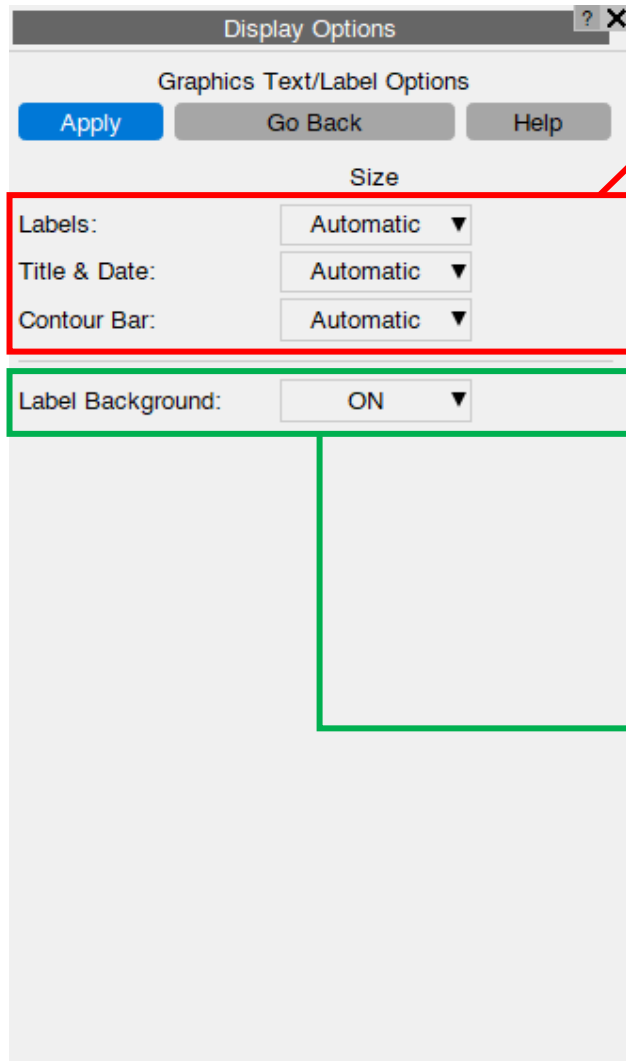 Display Options ?
Graphics Text/Label Options
Apply Go Back Help
Size
Labels: Automatic
Title & Date: Automatic
Contour Bar: Automatic
Label Background: ON